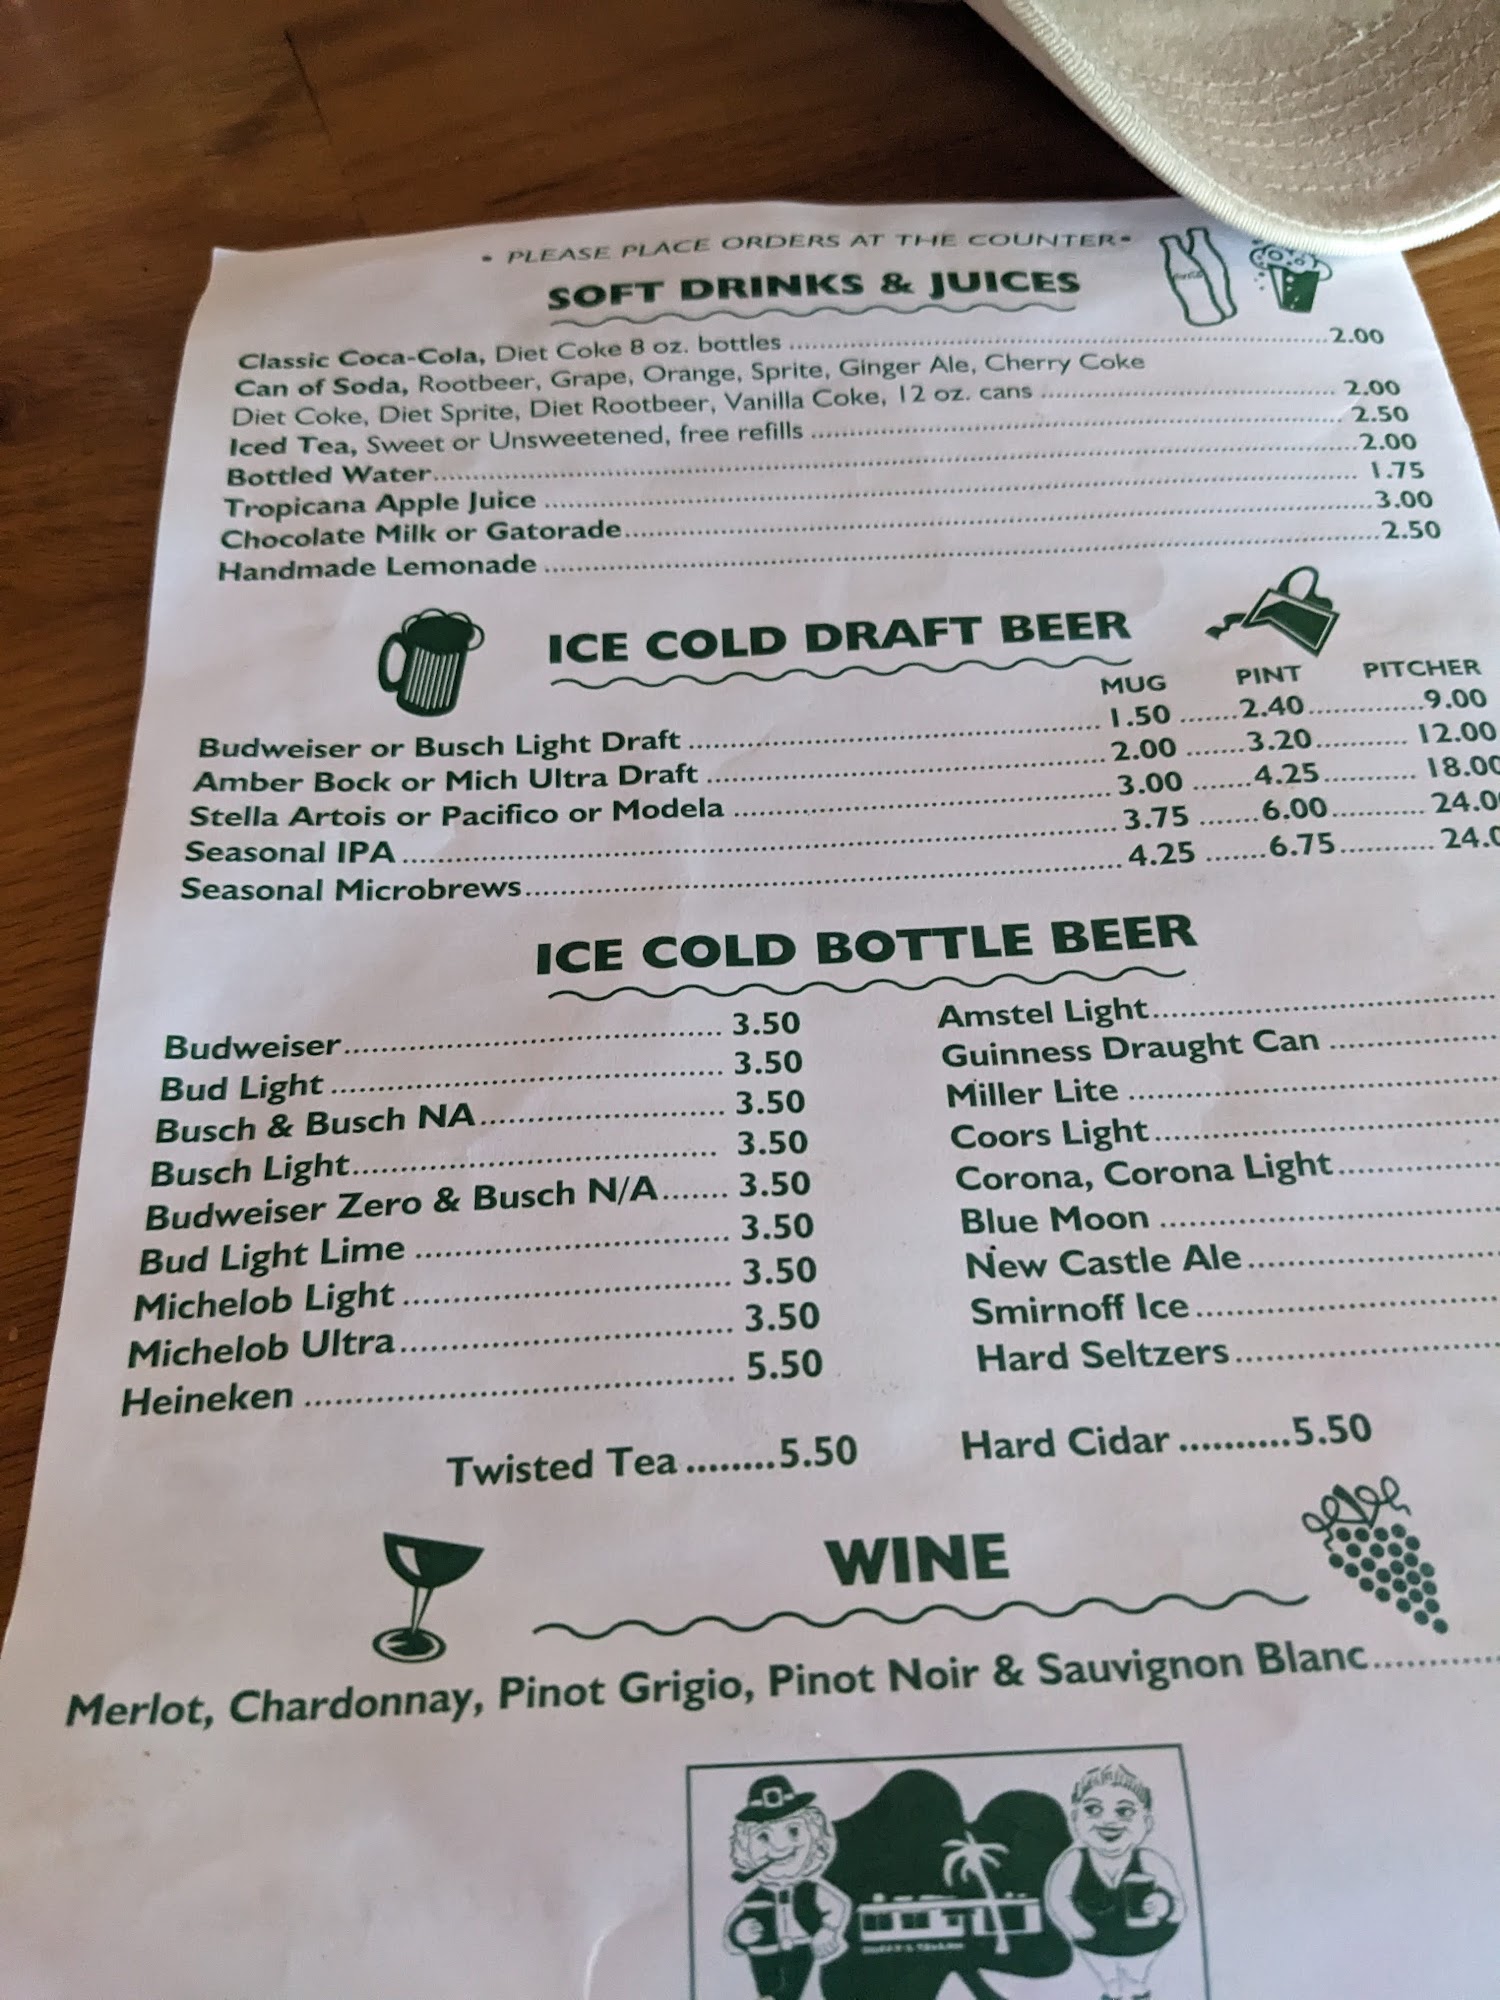 • PLEASE PLACE ORDERS AT THE COUNTER•
SOFT DRINKS & JUICES
Classic Coca-Cola, Diet Coke 8 oz. bottles ........ 2.00
Can of Soda, Rootbeer, Grape, Orange, Sprite, Ginger Ale, Cherry Coke
Diet Coke, Diet Sprite, Diet Rootbeer, Vanilla Coke, 12 oz. cans ........ 2.00
Iced Tea, Sweet or Unsweetened, free refills ........ 2.50
Bottled Water ........ 2.00
Tropicana Apple Juice ........ 1.75
Chocolate Milk or Gatorade ........ 3.00
Handmade Lemonade ........ 2.50
ICE COLD DRAFT BEER
MUG PINT PITCHER
Budweiser or Busch Light Draft ........ 1.50 ....... 2.40 ........ 9.00
Amber Bock or Mich Ultra Draft ........ 2.00 ....... 3.20 ........ 12.00
Stella Artois or Pacifico or Modela ........ 3.00 ....... 4.25 ........ 18.00
Seasonal IPA ........ 3.75 ....... 6.00 ........ 24.0
Seasonal Microbrews ........ 4.25 ....... 6.75 ........ 24.0
ICE COLD BOTTLE BEER
Budweiser ........ 3.50
Bud Light ........ 3.50
Busch & Busch NA ........ 3.50
Busch Light ........ 3.50
Budweiser Zero & Busch N/A ....... 3.50
Bud Light Lime ........ 3.50
Michelob Light ........ 3.50
Michelob Ultra ........ 3.50
Heineken ........ 5.50
Amstel Light ........
Guinness Draught Can ........
Miller Lite ........
Coors Light ........
Corona, Corona Light ........
Blue Moon ........
New Castle Ale ........
Smirnoff Ice ........
Hard Seltzers ........
Twisted Tea ........ 5.50
Hard Cidar .......... 5.50
WINE
Merlot, Chardonnay, Pinot Grigio, Pinot Noir & Sauvignon Blanc ........